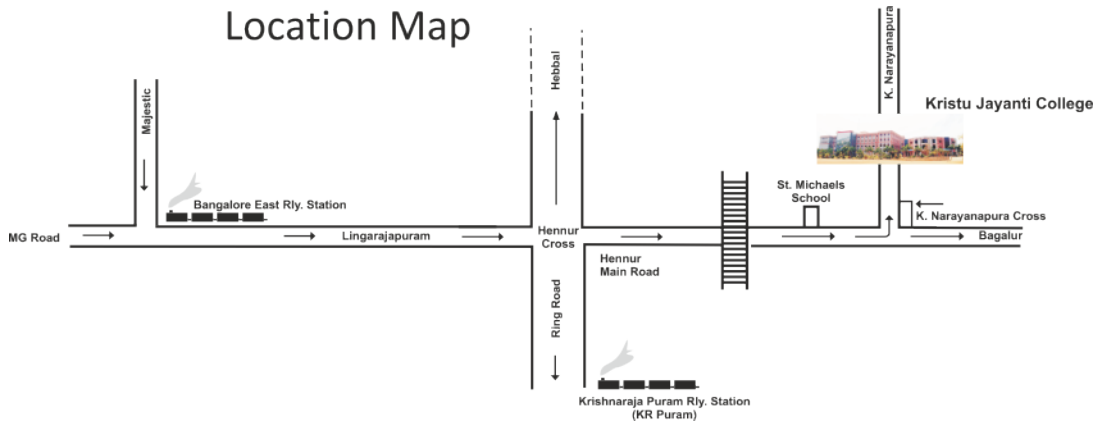 Location Map
Majestic
Hebbal
K. Narayanapura
Kristu Jayanti College
Bangalore East Rly. Station
St. Michaels
School
K. Narayanapura Cross
MG Road
Lingarajapuram
Hennur
Cross
Bagalur
Hennur
Main Road
Ring Road
Krishnaraja Puram Rly. Station
(KR Puram)